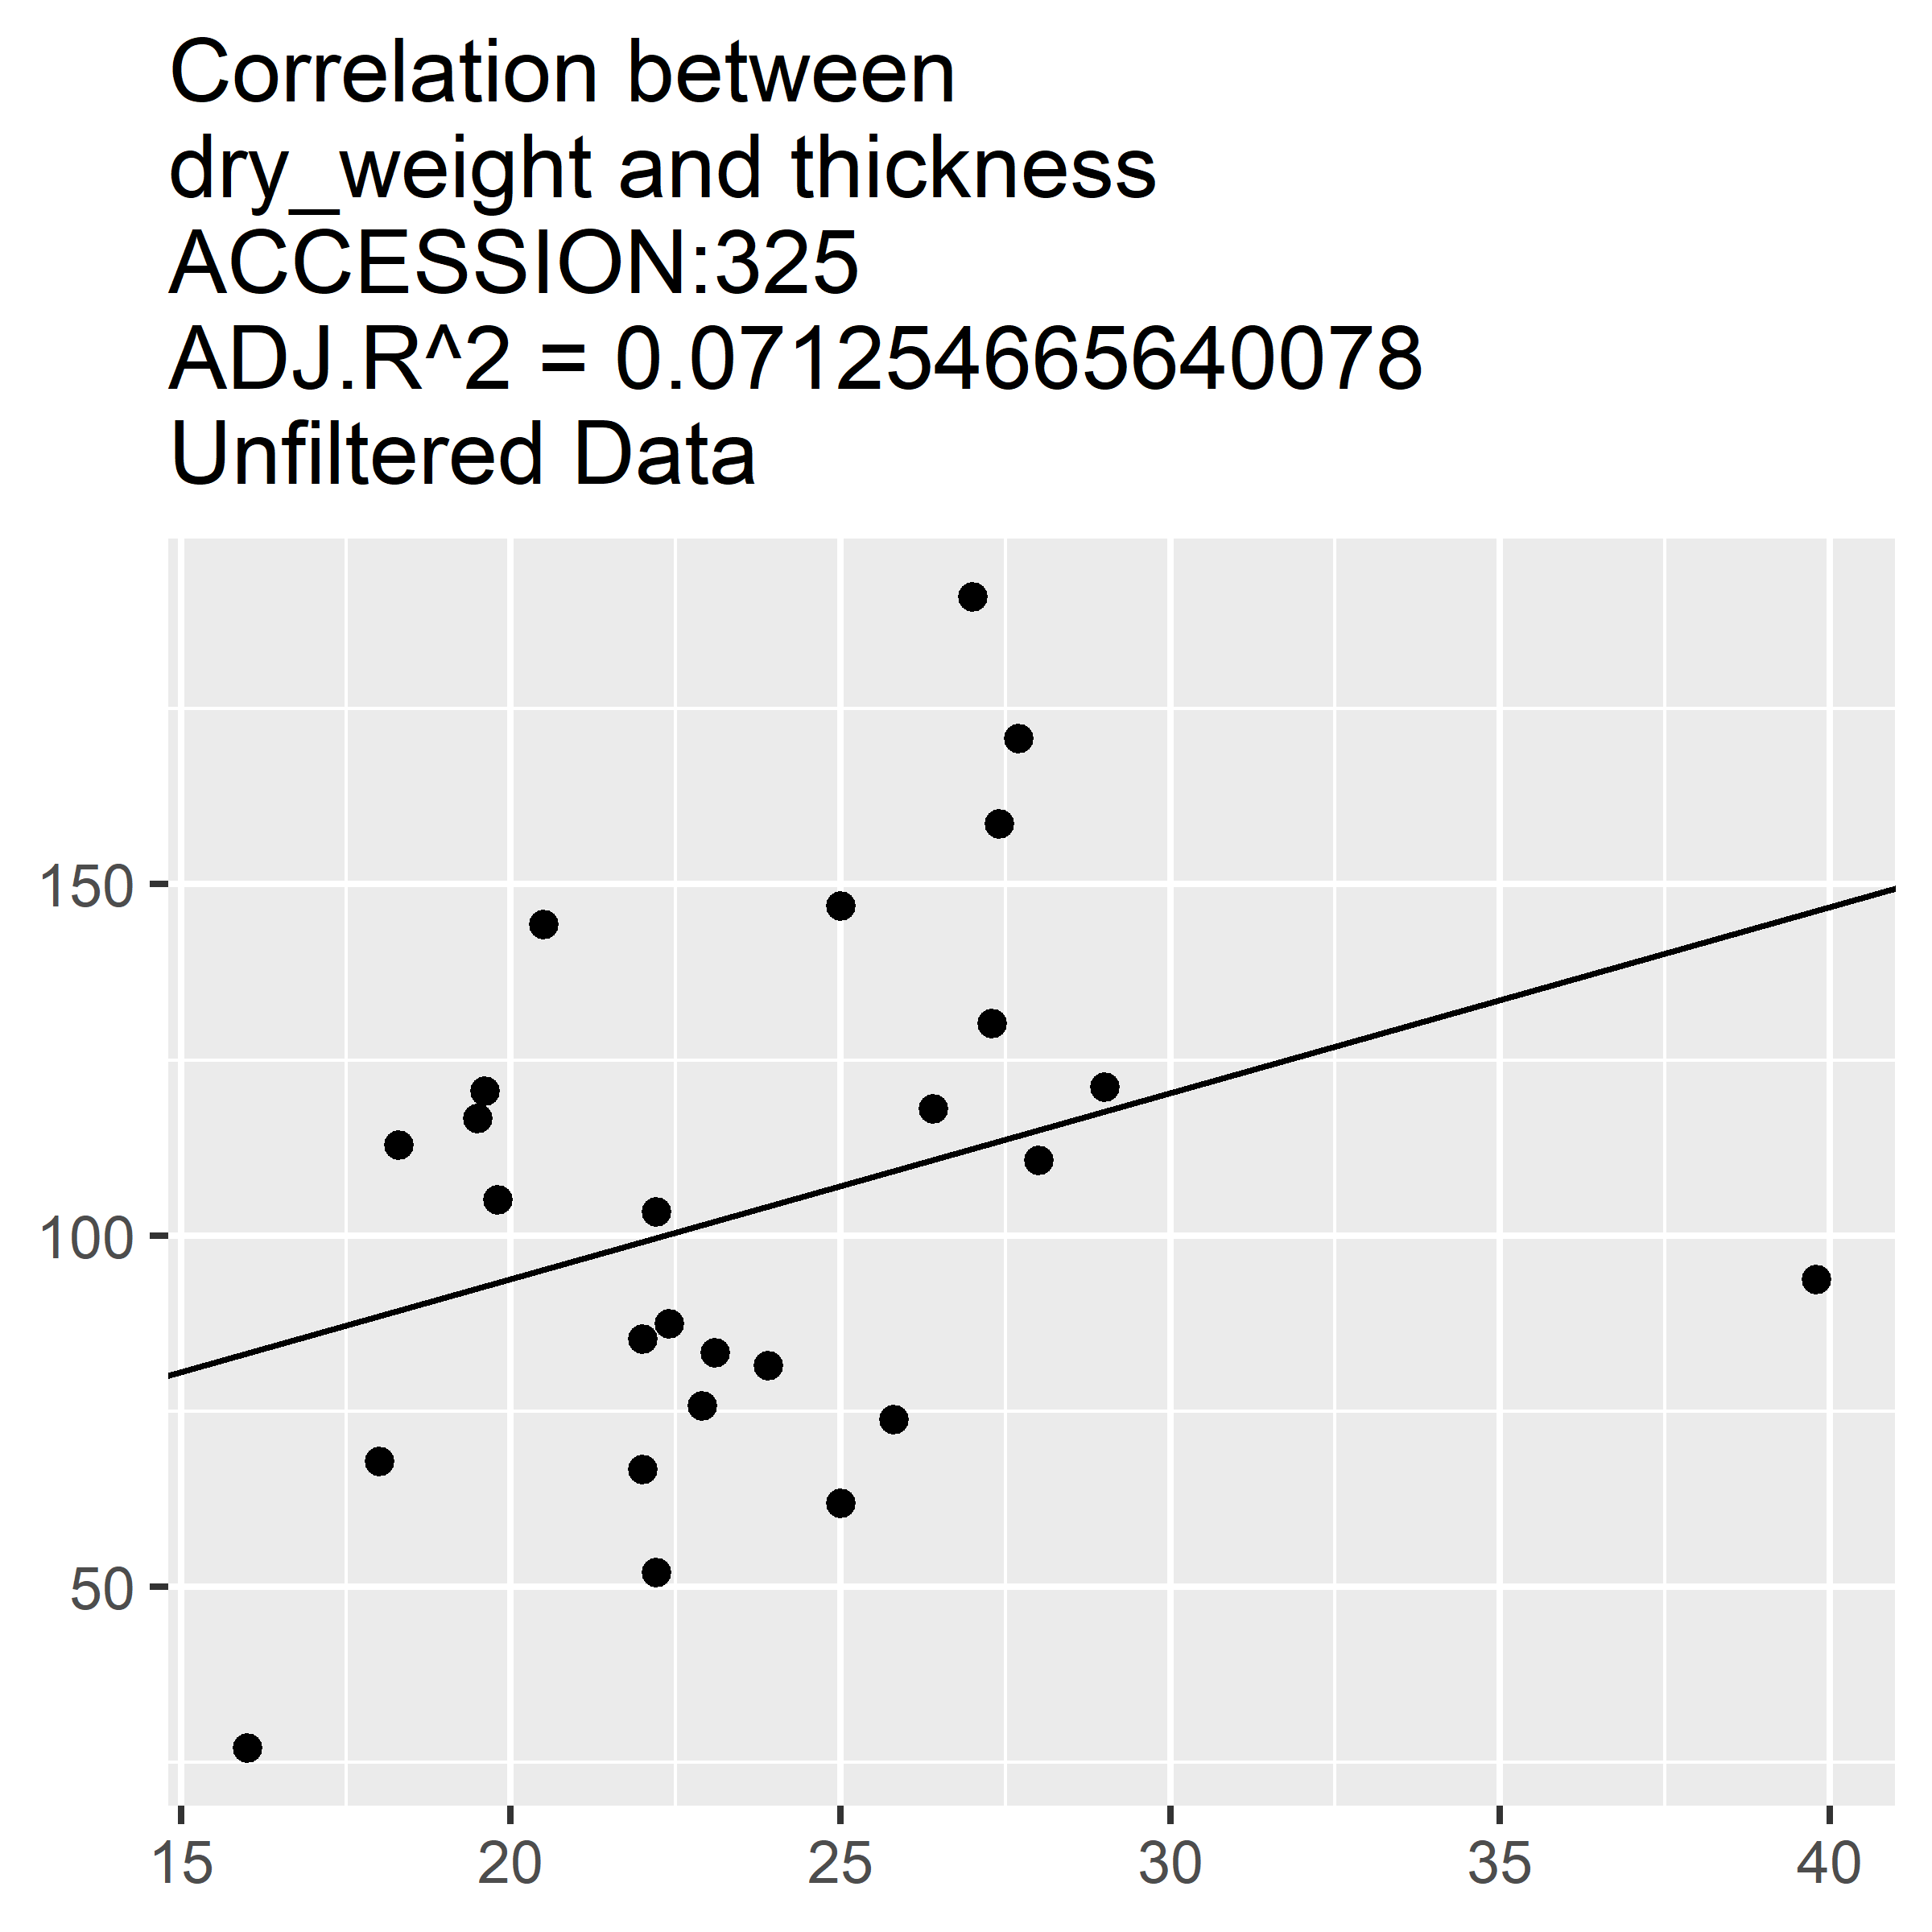 Correlation between
dry_weight and thickness
ACCESSION:325
ADJ.R^2 = 0.071254665640078
Unfiltered Data
150
100
50
15 20 25 30 35 40